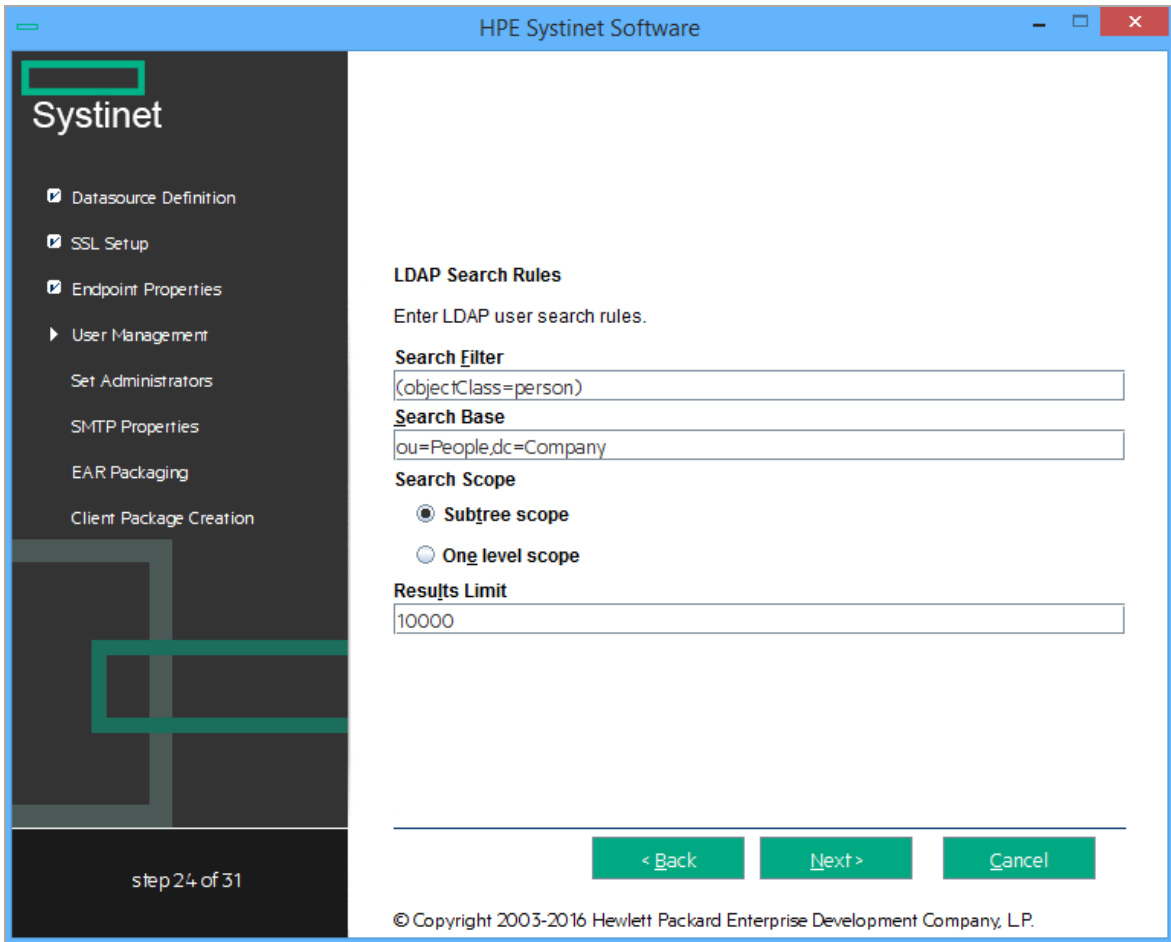 HPE Systinet Software
Systinet
Datasource Definition
SSL Setup
Endpoint Properties
User Management
Set Administrators
SMTP Properties
EAR Packaging
Client Package Creation
step 24 of 31
LDAP Search Rules
Enter LDAP user search rules.
Search Filter
(objectClass=person)
Search Base
ou=People,dc=Company
Search Scope
Subtree scope
One level scope
Results Limit
10000
< Back Next > Cancel
© Copyright 2003-2016 Hewlett Packard Enterprise Development Company, L.P.